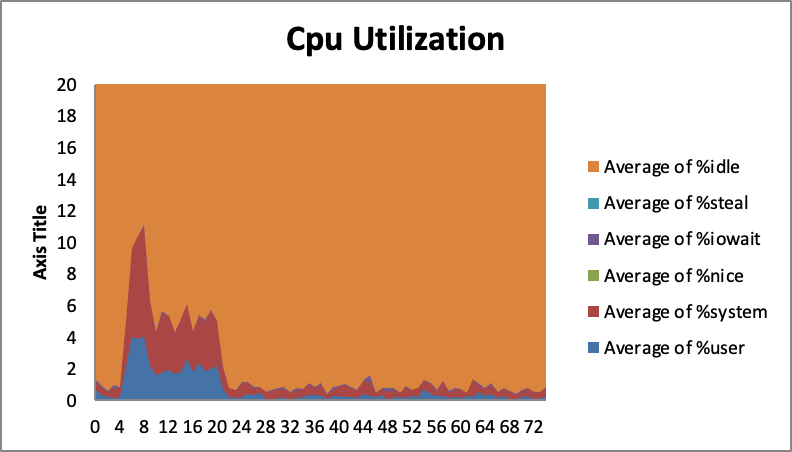 Cpu Utilization
20
18
16
14
12
10
8
6
4
2
0
Axis Title
0 4 8 12 16 20 24 28 32 36 40 44 48 52 56 60 64 68 72
Average of %idle
Average of %steal
Average of %iowait
Average of %nice
Average of %system
Average of %user